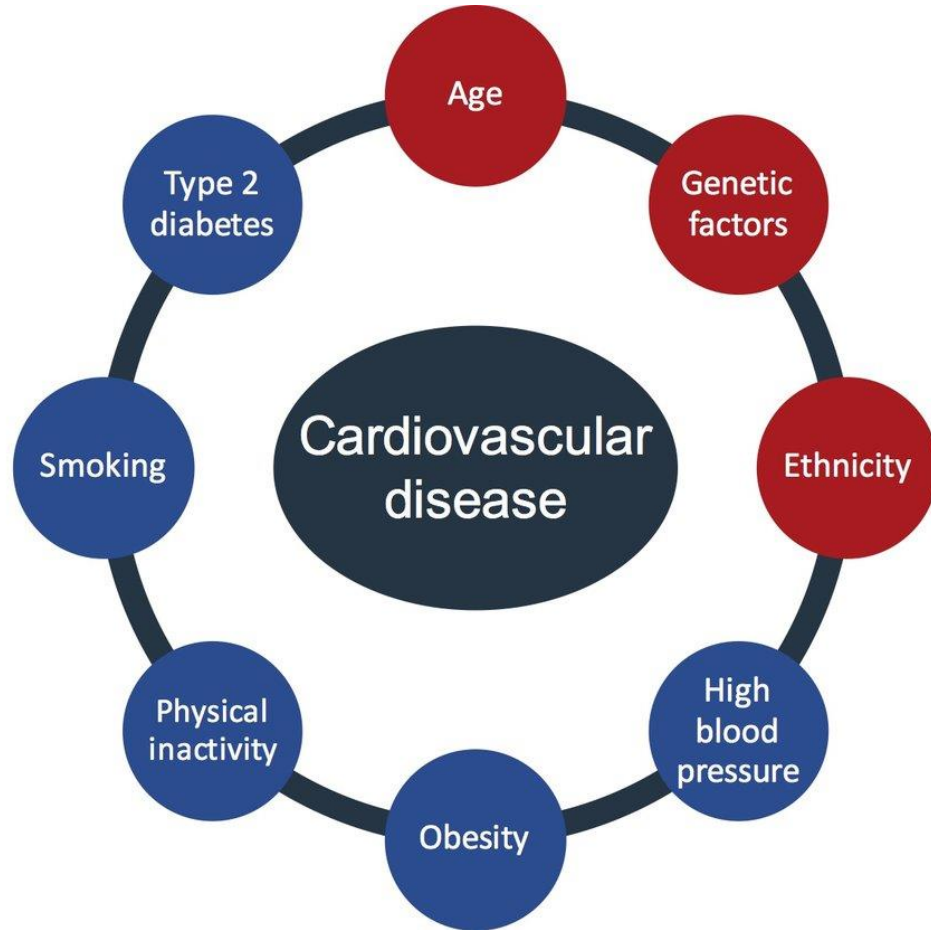 Age
Genetic
factors
Ethnicity
High
blood
pressure
Obesity
Physical
inactivity
Smoking
Type 2
diabetes
Cardiovascular
disease